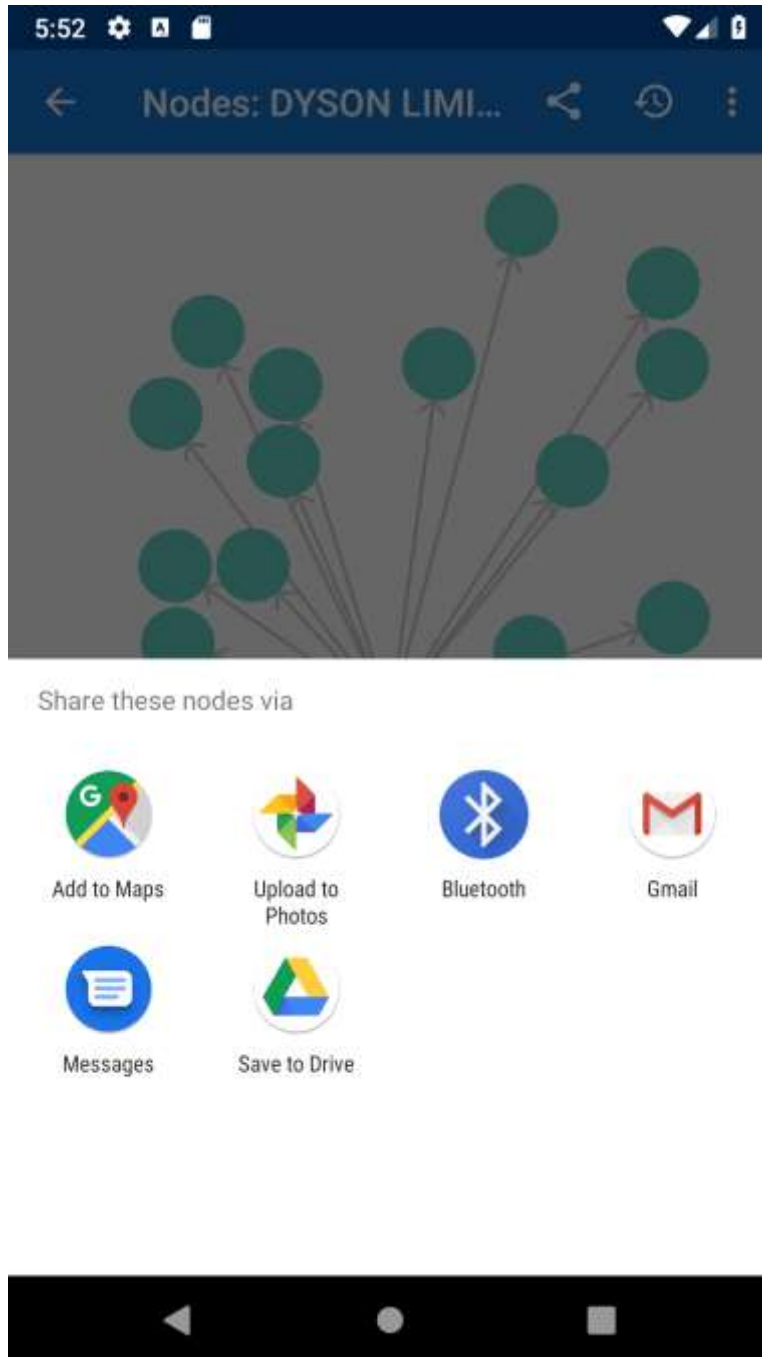 5:52
Nodes: DYSON LIMI...
Share these nodes via
G
Add to Maps
Upload to
Photos
Bluetooth
Gmail
Messages
Save to Drive